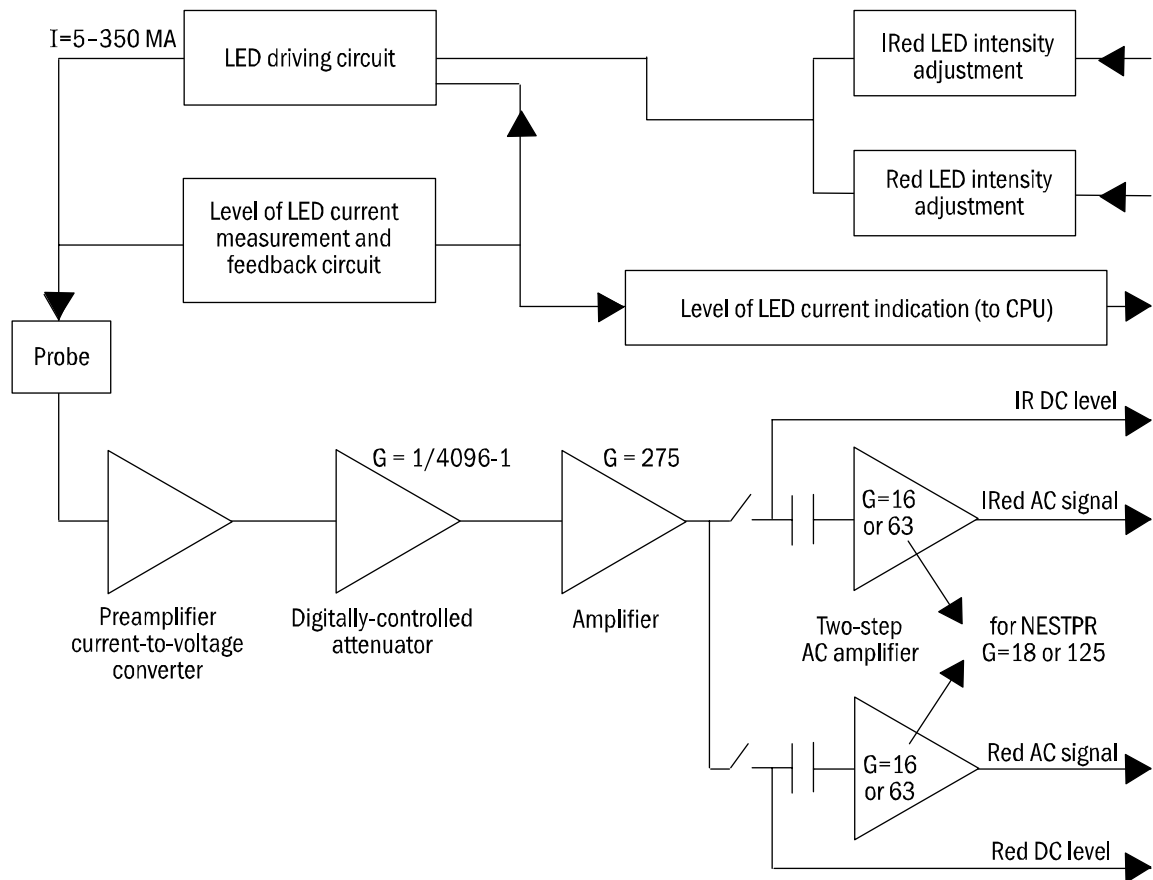 I=5–350 MA
LED driving circuit
IRed LED intensity
adjustment
Red LED intensity
adjustment
Level of LED current
measurement and
feedback circuit
Level of LED current indication (to CPU)
Probe
IR DC level
G = 1/4096-1
G = 275
G=16
or 63
IRed AC signal
Preamplifier
current-to-voltage
converter
Digitally-controlled
attenuator
Amplifier
Two-step
AC amplifier
for NESTPR
G=18 or 125
G=16
or 63
Red AC signal
Red DC level